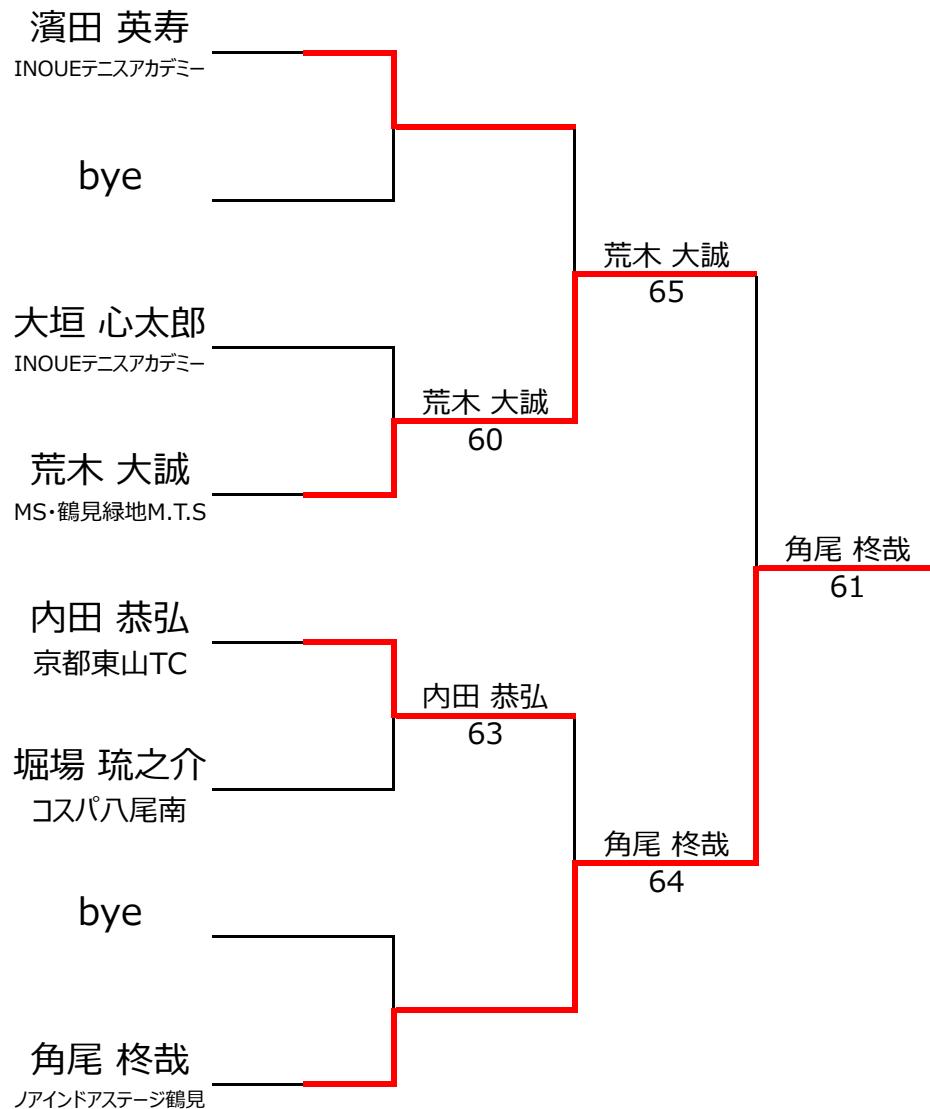 濱田 英寿
INOUEテニスアカデミー
bye
大垣 心太郎
INOUEテニスアカデミー
荒木 大誠
MS・鶴見緑地M.T.S
内田 恭弘
京都東山TC
堀場 琉之介
コスパ八尾南
bye
角尾 柊哉
ノアインドアステージ鶴見
荒木 大誠
60
内田 恭弘
63
荒木 大誠
65
角尾 柊哉
64
角尾 柊哉
61